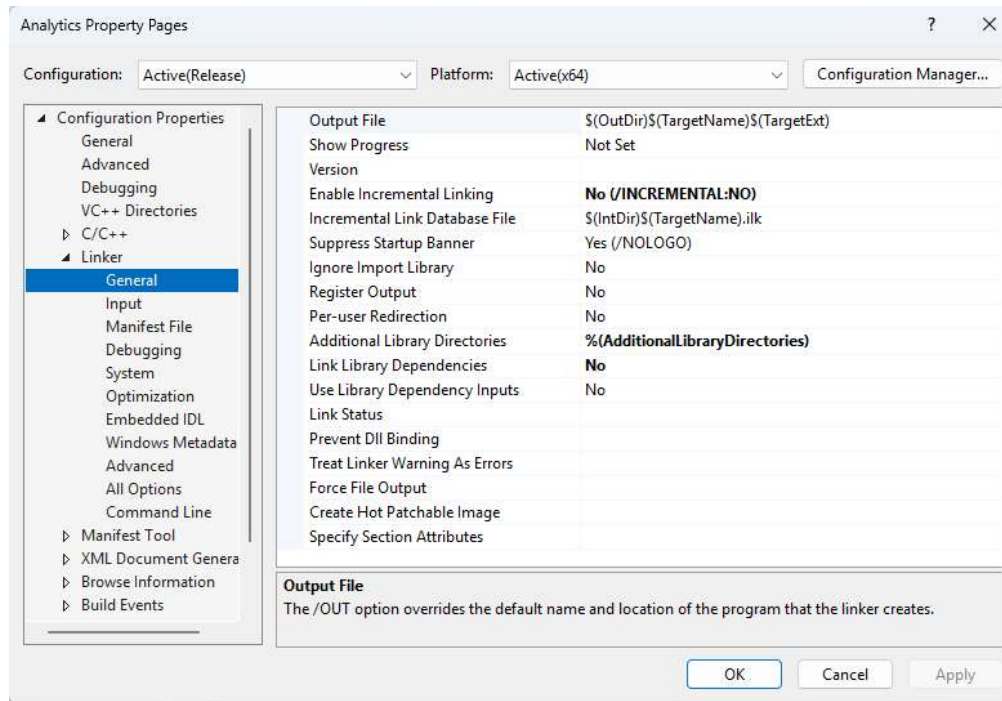 Analytics Property Pages
?
Configuration: Active(Release) Platform: Active(x64) Configuration Manager...
Configuration Properties
General
Advanced
Debugging
VC++ Directories
C/C++
Linker
General
Input
Manifest File
Debugging
System
Optimization
Embedded IDL
Windows Metadata
Advanced
All Options
Command Line
Manifest Tool
XML Document Genera
Browse Information
Build Events
Output File $(OutDir)$(TargetName)$(TargetExt)
Show Progress Not Set
Version
Enable Incremental Linking No (/INCREMENTAL:NO)
Incremental Link Database File $(IntDir)$(TargetName).ilk
Suppress Startup Banner Yes (/NOLOGO)
Ignore Import Library No
Register Output No
Per-user Redirection No
Additional Library Directories %(AdditionalLibraryDirectories)
Link Library Dependencies No
Use Library Dependency Inputs No
Link Status
Prevent Dll Binding
Treat Linker Warning As Errors
Force File Output
Create Hot Patchable Image
Specify Section Attributes
Output File
The /OUT option overrides the default name and location of the program that the linker creates.
OK Cancel Apply